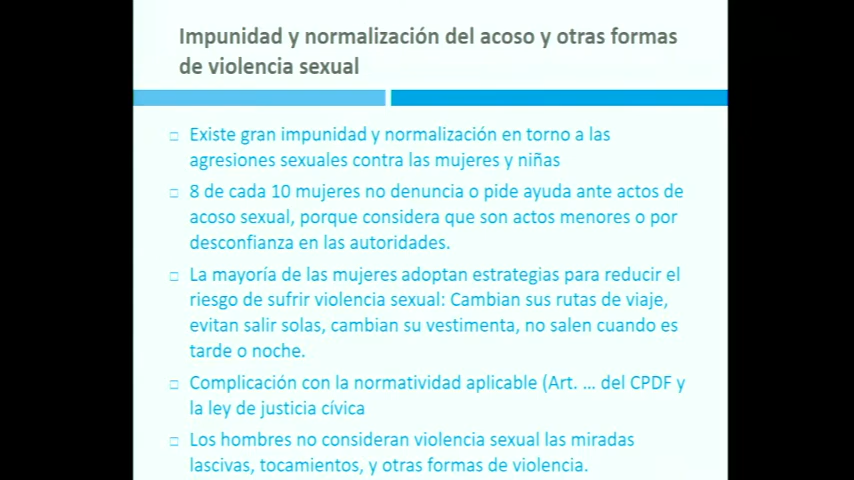 Impunidad y normalización del acoso y otras formas
de violencia sexual
Existe gran impunidad y normalización en torno a las
agresiones sexuales contra las mujeres y niñas
8 de cada 10 mujeres no denuncia o pide ayuda ante actos de
acoso sexual, porque considera que son actos menores o por
desconfianza en las autoridades.
La mayoría de las mujeres adoptan estrategias para reducir el
riesgo de sufrir violencia sexual: Cambian sus rutas de viaje,
evitan salir solas, cambian su vestimenta, no salen cuando es
tarde o noche.
Complicación con la normatividad aplicable (Art. ... del CPDF y
la ley de justicia cívica
Los hombres no consideran violencia sexual las miradas
lascivas, tocamientos, y otras formas de violencia.